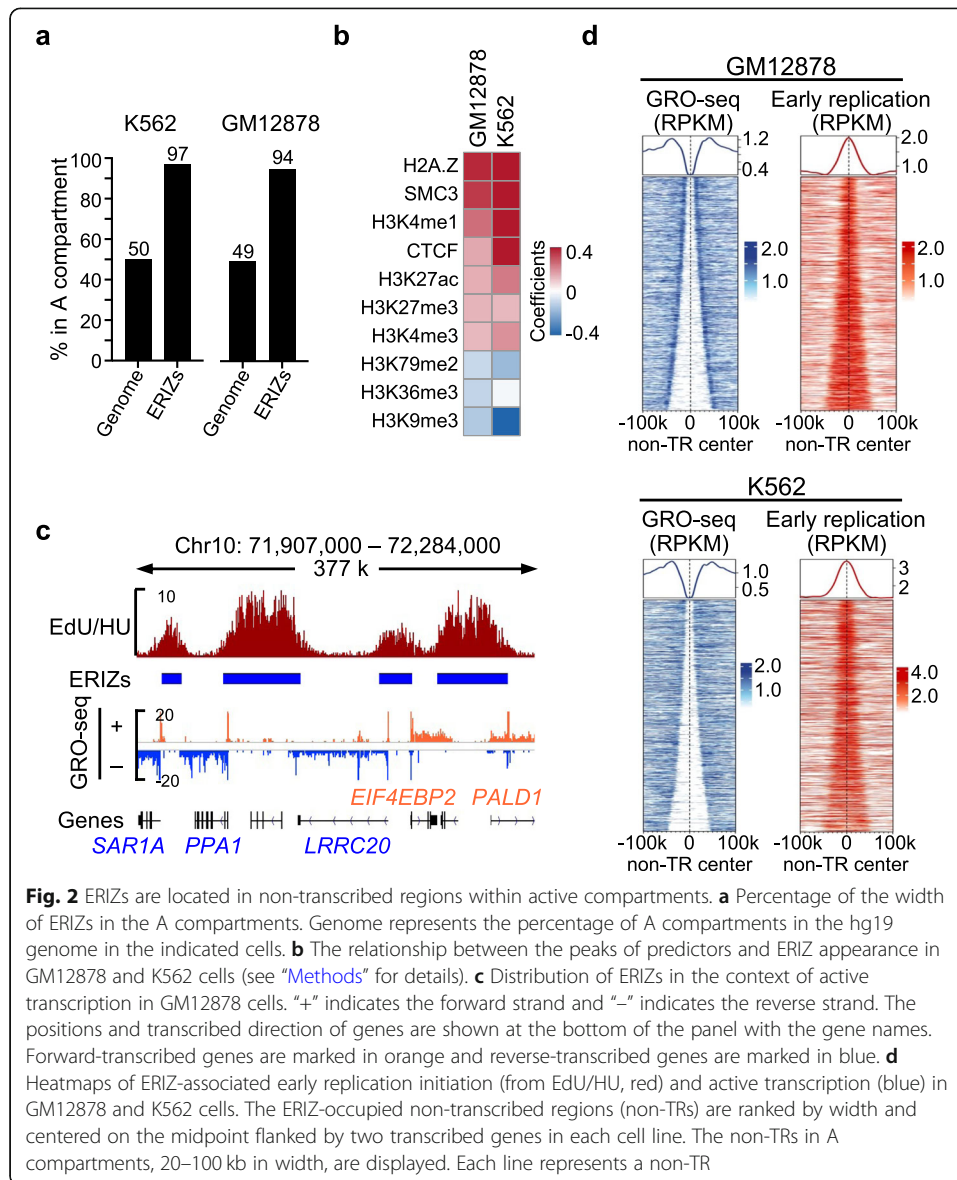 a
K562 GM12878
% in A compartment
100
80
60
40
20
0
50
97
49
94
Genome
ERIZs
Genome
ERIZs
b
GM12878
K562
H2A.Z
SMC3
H3K4me1
CTCF
H3K27ac
H3K27me3
H3K4me3
H3K79me2
H3K36me3
H3K9me3
0.4
0
-0.4
Coefficients
c
Chr10: 71,907,000 – 72,284,000
377 k
EdU/HU
10
ERIZs
GRO-seq
+
–
20
-20
EIF4EBP2 PALD1
Genes
SAR1A PPA1 LRRC20
d
GM12878
GRO-seq Early replication
(RPKM) (RPKM)
1.2
0.4
2.0
1.0
2.0
1.0
2.0
1.0
-100k 0 100k -100k 0 100k
non-TR center non-TR center
K562
GRO-seq Early replication
(RPKM) (RPKM)
1.0
0.5
3
2
2.0
1.0
4.0
2.0
-100k 0 100k -100k 0 100k
non-TR center non-TR center
Fig. 2 ERIZs are located in non-transcribed regions within active compartments. a Percentage of the width
of ERIZs in the A compartments. Genome represents the percentage of A compartments in the hg19
genome in the indicated cells. b The relationship between the peaks of predictors and ERIZ appearance in
GM12878 and K562 cells (see “Methods” for details). c Distribution of ERIZs in the context of active
transcription in GM12878 cells. “+” indicates the forward strand and “–” indicates the reverse strand. The
positions and transcribed direction of genes are shown at the bottom of the panel with the gene names.
Forward-transcribed genes are marked in orange and reverse-transcribed genes are marked in blue. d
Heatmaps of ERIZ-associated early replication initiation (from EdU/HU, red) and active transcription (blue) in
GM12878 and K562 cells. The ERIZ-occupied non-transcribed regions (non-TRs) are ranked by width and
centered on the midpoint flanked by two transcribed genes in each cell line. The non-TRs in A
compartments, 20–100 kb in width, are displayed. Each line represents a non-TR